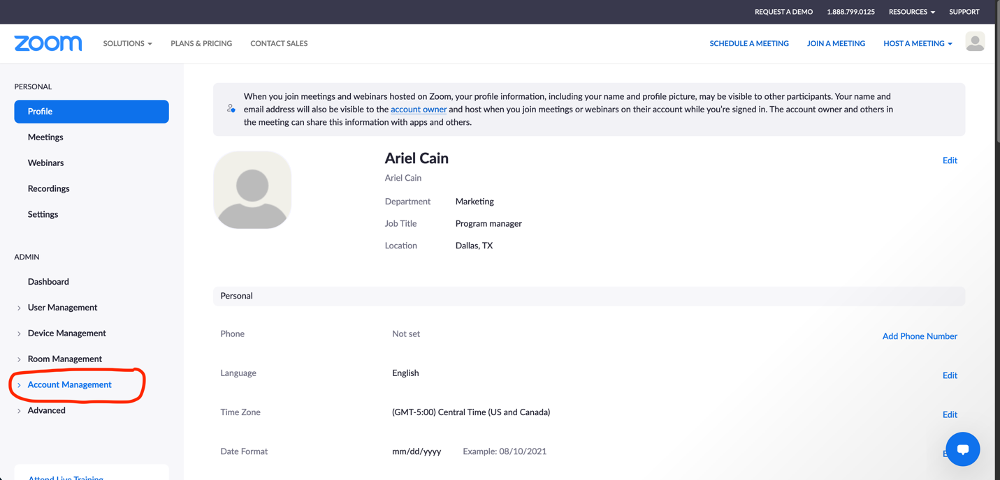 REQUEST A DEMO 1.888.799.0125 RESOURCES SUPPORT
zoom SOLUTIONS PLANS & PRICING CONTACT SALES SCHEDULE A MEETING JOIN A MEETING HOST A MEETING
PERSONAL
Profile
Meetings
Webinars
Recordings
Settings
ADMIN
Dashboard
User Management
Device Management
Room Management
Account Management
Advanced
Attend Live Training
When you join meetings and webinars hosted on Zoom, your profile information, including your name and profile picture, may be visible to other participants. Your name and
email address will also be visible to the account owner and host when you join meetings or webinars on their account while you're signed in. The account owner and others in
the meeting can share this information with apps and others.
Ariel Cain Edit
Ariel Cain
Department Marketing
Job Title Program manager
Location Dallas, TX
Personal
Phone Not set Add Phone Number
Language English Edit
Time Zone (GMT-5:00) Central Time (US and Canada) Edit
Date Format mm/dd/yyyy Example: 08/10/2021